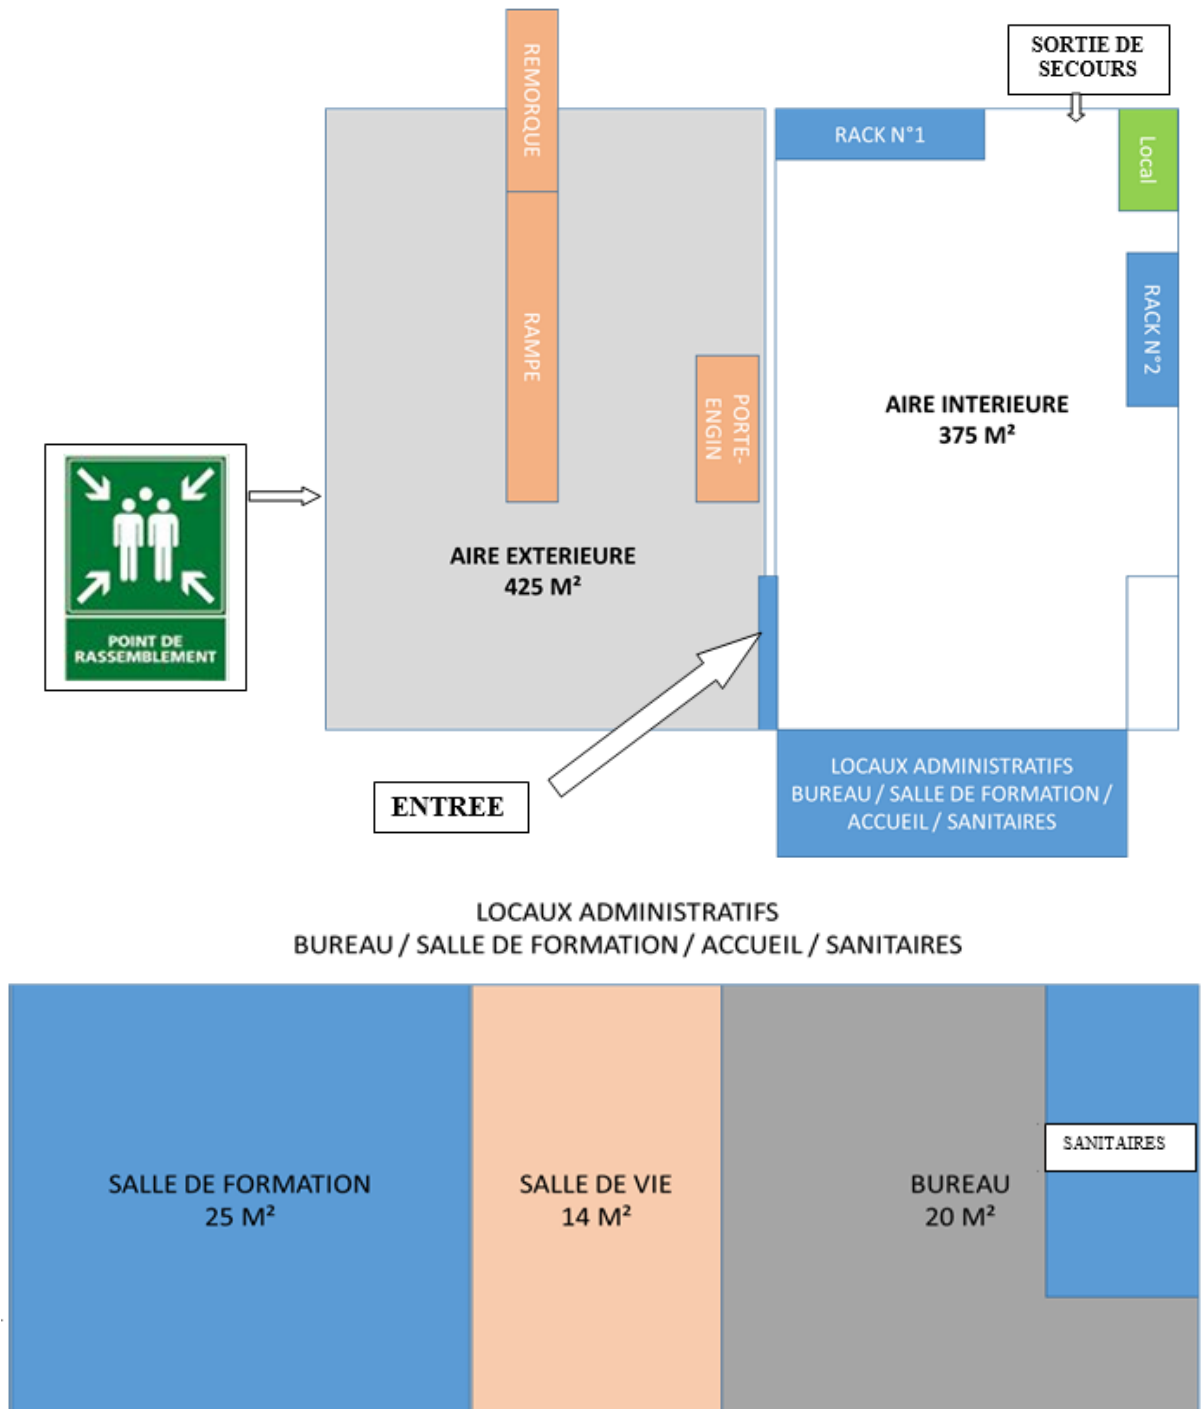 REMORQUE
SORTIE DE
SECOURS
RACK N°1
Local
RAMPE
RACK N°2
PORTE-
ENGIN
AIRE INTERIEURE
375 M²
AIRE EXTERIEURE
425 M²
POINT DE
RASSEMBLEMENT
ENTREE
LOCAUX ADMINISTRATIFS
BUREAU / SALLE DE FORMATION /
ACCUEIL / SANITAIRES
LOCAUX ADMINISTRATIFS
BUREAU / SALLE DE FORMATION / ACCUEIL / SANITAIRES
SANITAIRES
SALLE DE FORMATION
25 M²
SALLE DE VIE
14 M²
BUREAU
20 M²